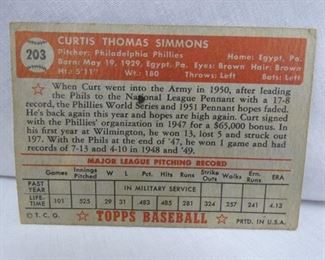 203
CURTIS THOMAS SIMMONS
Pitcher: Philadelphia Phillies Home: Egypt, Pa.
Born: May 19, 1929, Egypt, Pa. Eyes: Brown Hair: Brown
Ht.: 5'11" Wt.: 180 Throws: Left Bats: Left
When Curt went into the Army in 1950, after leading
the Phils to the National League Pennant with a 17-8
record, the Phillies World Series and 1951 Pennant hopes faded.
He's back again this year and hopes are high again. Curt signed
with the Phillies organization in 1947 for a $65,000 bonus. In
his first year at Wilmington, he won 13, lost 5 and struck out
197. With the Phils at the end of '47, he won 1 game and had
records of 7-13 and 4-10 in 1948 and '49.
MAJOR LEAGUE PITCHING RECORD
Games Innings Pitched W L Pct. Hits Runs Strike Outs Walks Earn. Runs ERA
PAST YEAR IN MILITARY SERVICE
LIFE-TIME 101 525 29 31 .483 485 281 324 257 241 4.13
© T. C. G. TOPPS BASEBALL PRTD. IN U.S.A.